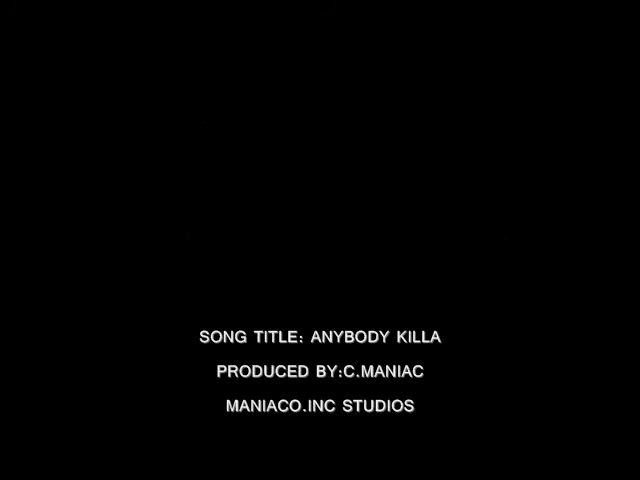 SONG TITLE: ANYBODY KILLA
PRODUCED BY:C.MANIAC
MANIACO.INC STUDIOS